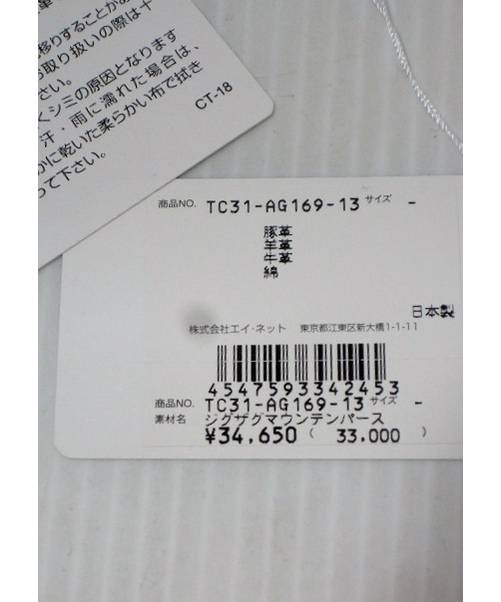 移りすることがあ
お取り扱いの際は十
さい。
くシミの原因となります
汗・雨に濡れた場合は、
かに乾いた柔らかい布で拭き
って下さい。
CT-18
商品NO. TC31-AG169-13 サイズ -
豚革
羊革
牛革
綿
日本製
株式会社エイ・ネット 東京都江東区新大橋1-1-11
4547593342453
商品NO. TC31-AG169-13 サイズ -
素材名 ジグザグマウンテンパース
¥34,650 ( 33,000 )